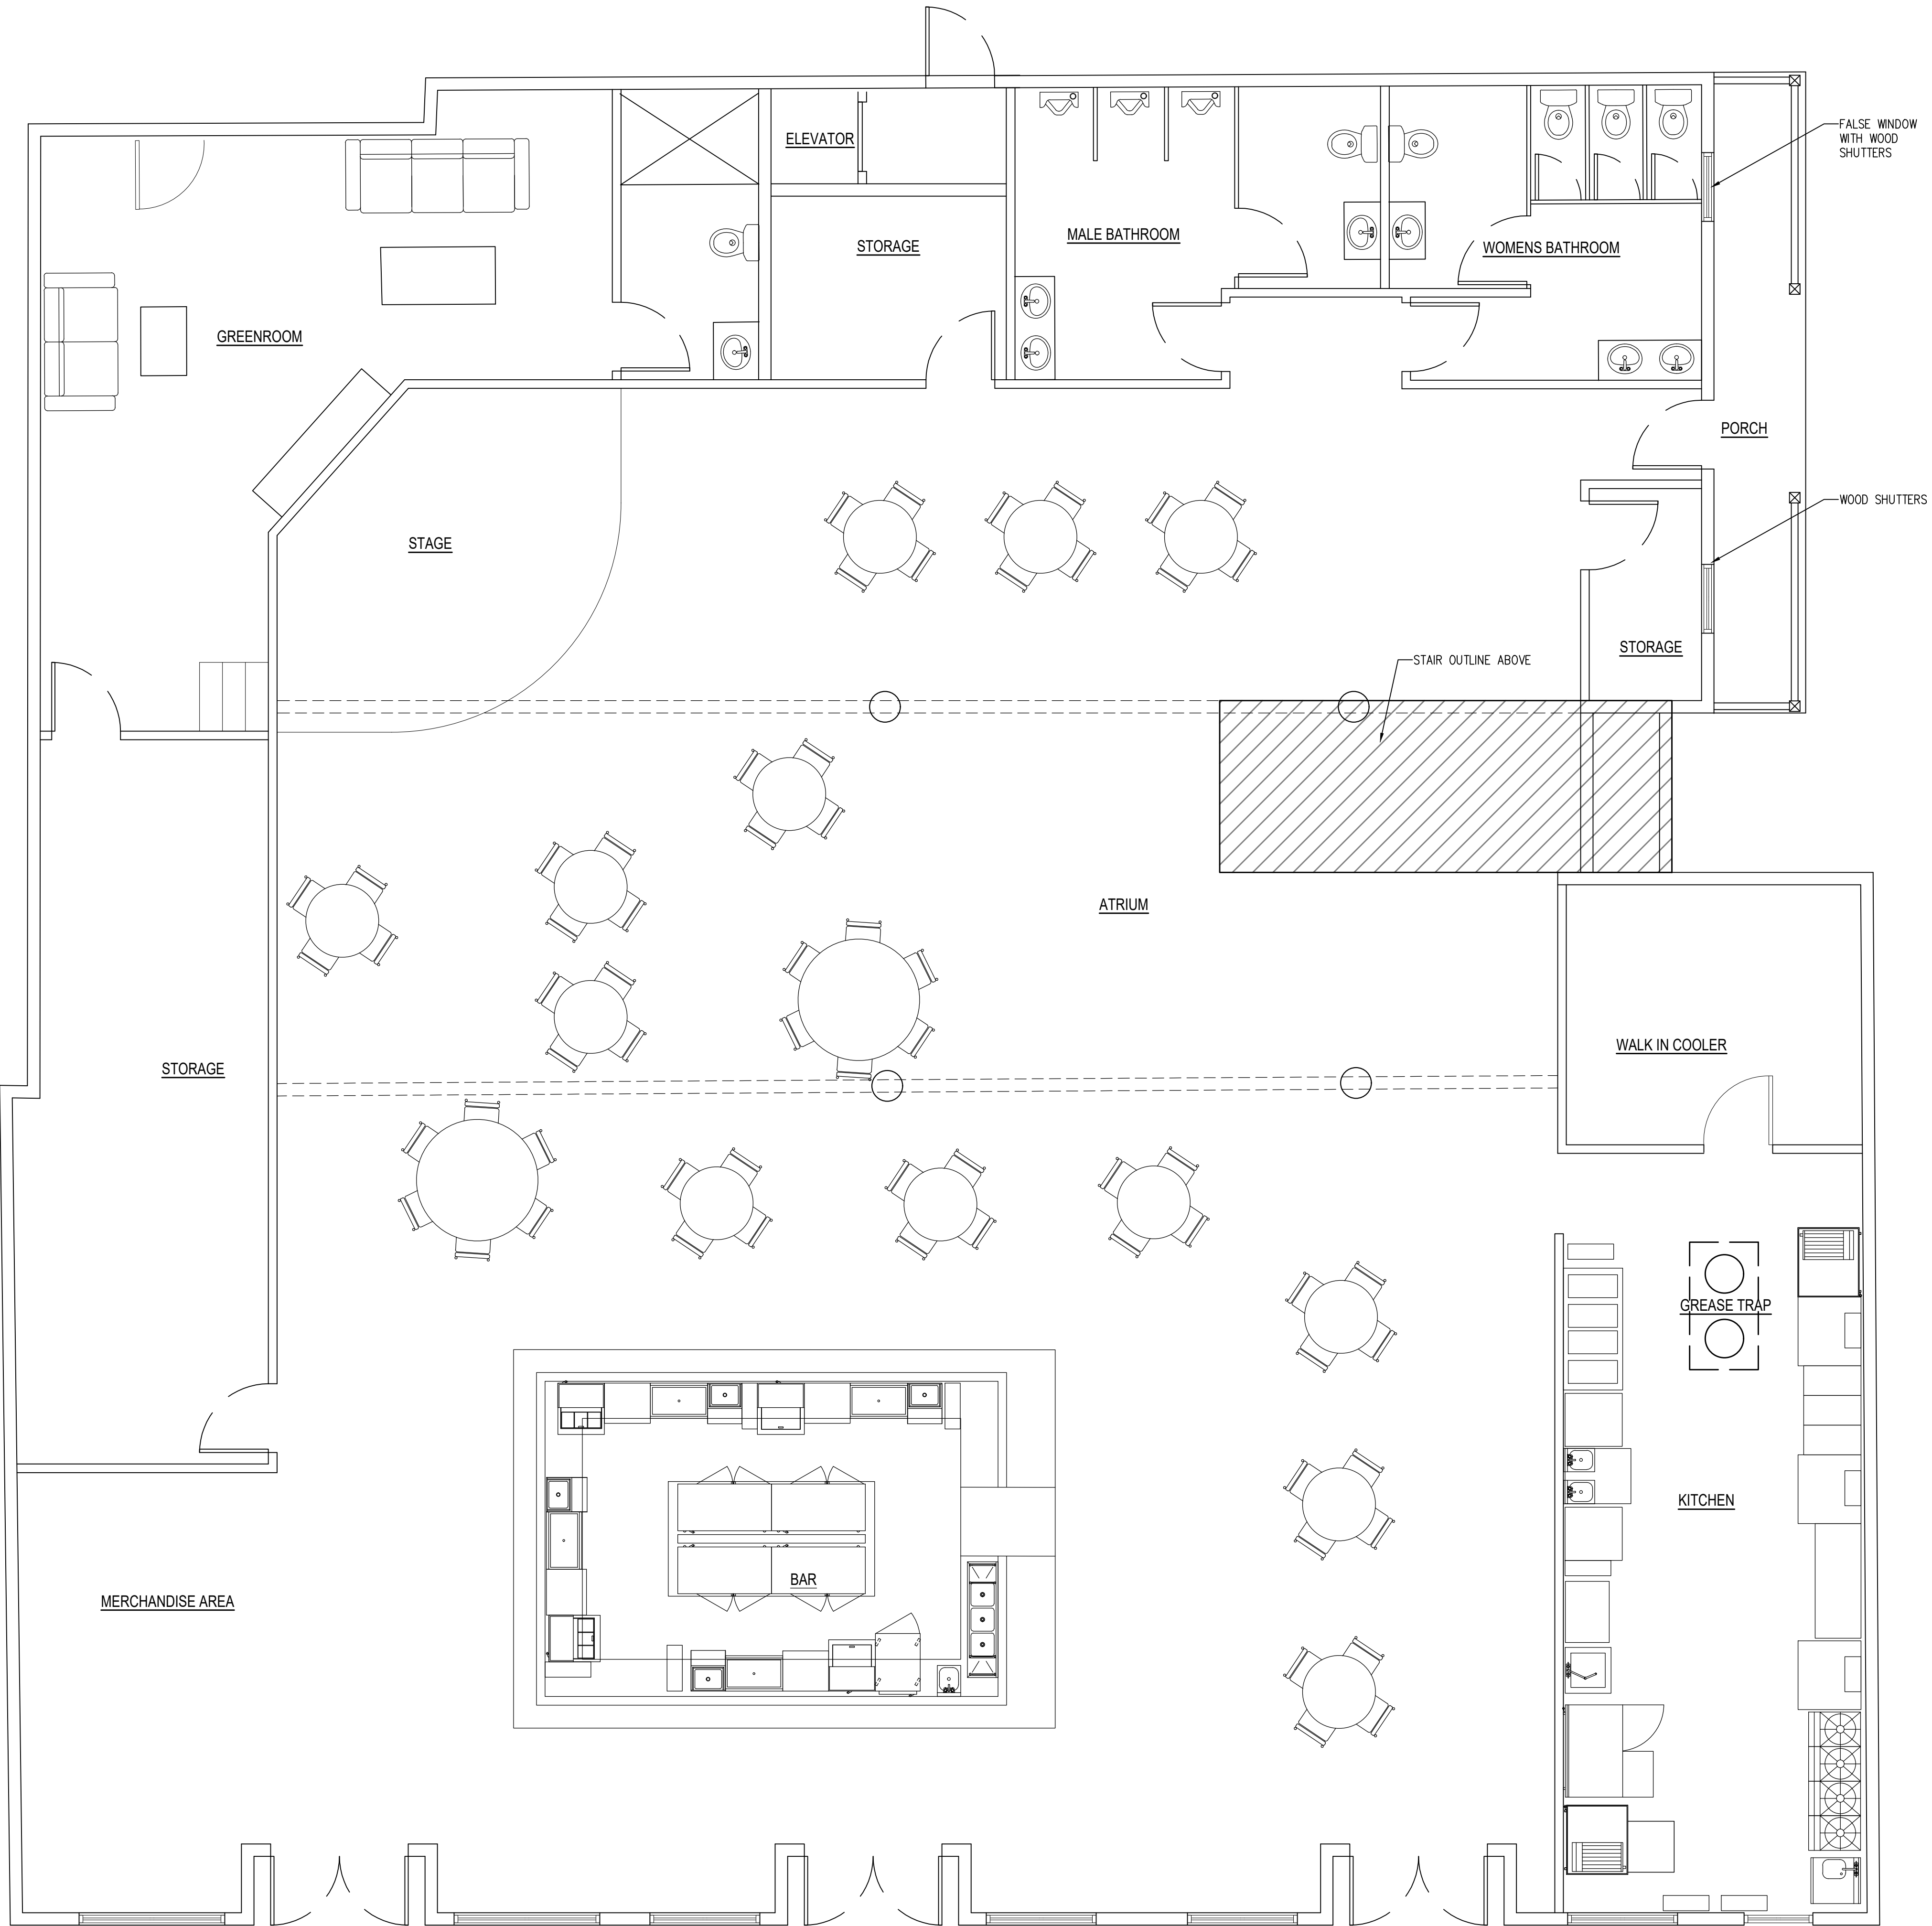 ELEVATOR
FALSE WINDOW
WITH WOOD
SHUTTERS
MALE BATHROOM
STORAGE
WOMENS BATHROOM
GREENROOM
PORCH
WOOD SHUTTERS
STAGE
STORAGE
STAIR OUTLINE ABOVE
ATRIUM
WALK IN COOLER
STORAGE
GREASE TRAP
KITCHEN
BAR
MERCHANDISE AREA